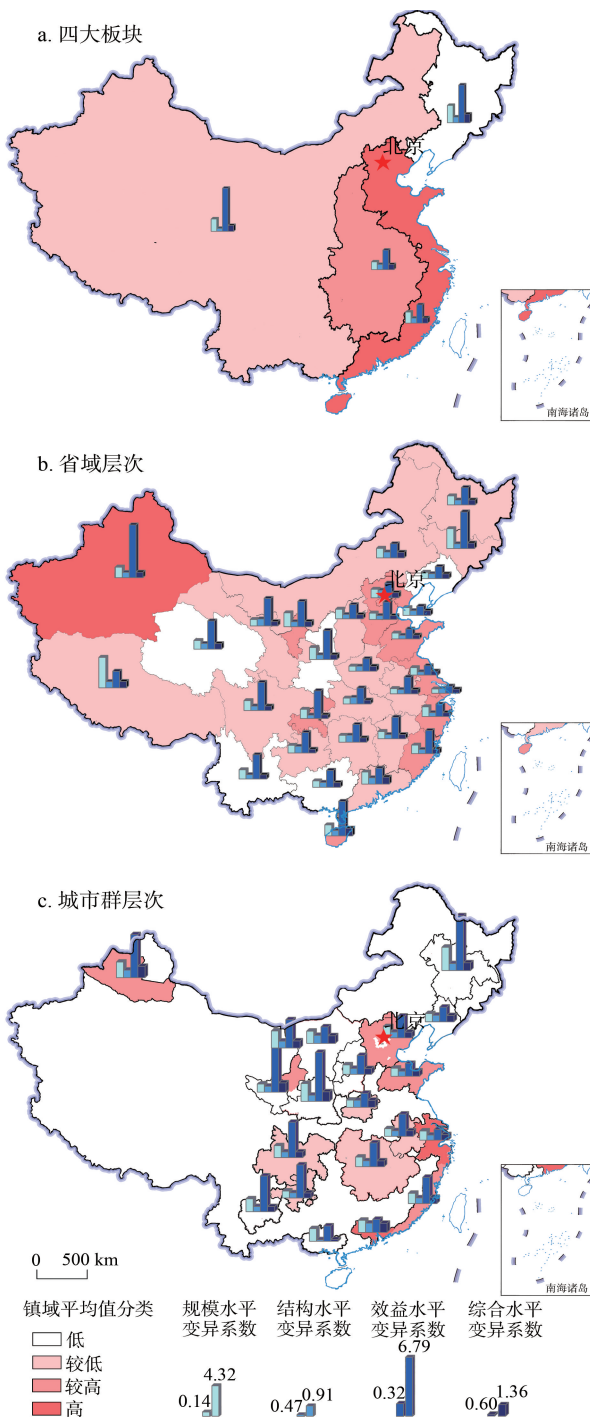 a. 四大板块
北京
南海诸岛
b. 省域层次
北京
南海诸岛
c. 城市群层次
北京
南海诸岛
0 500 km
镇域平均值分类
低
较低
较高
高
规模水平
变异系数
0.14 4.32
结构水平
变异系数
0.47 0.91
效益水平
变异系数
0.32 6.79
综合水平
变异系数
0.60 1.36